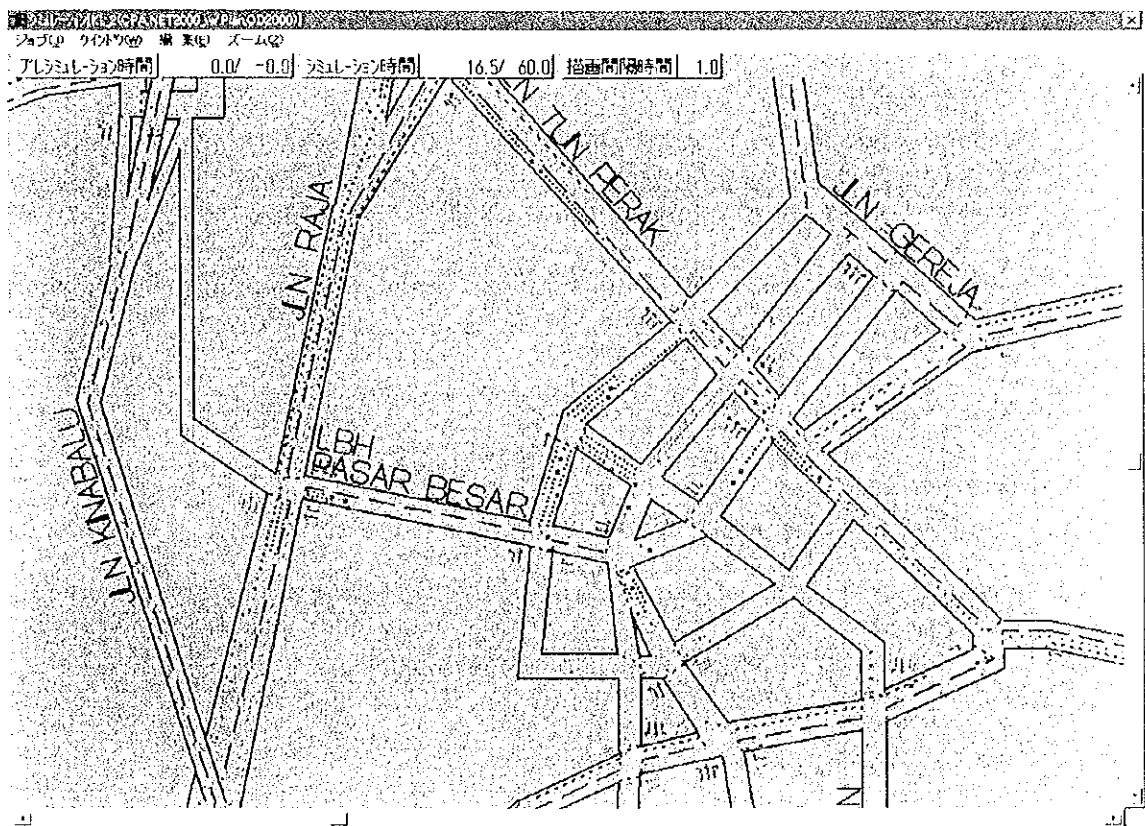 ジョブ(J) ウインドウ(W) 編集(E) ズーム(Z)
プレシミュレーション時間 0.0/ -0.0 シミュレーション時間 16.5/ 60.0 描画間隔時間 1.0
N TUN PERAK
JLN GEREJA
JLN RAJA
LBH
PASAR BESAR
JLN KINABALU
N